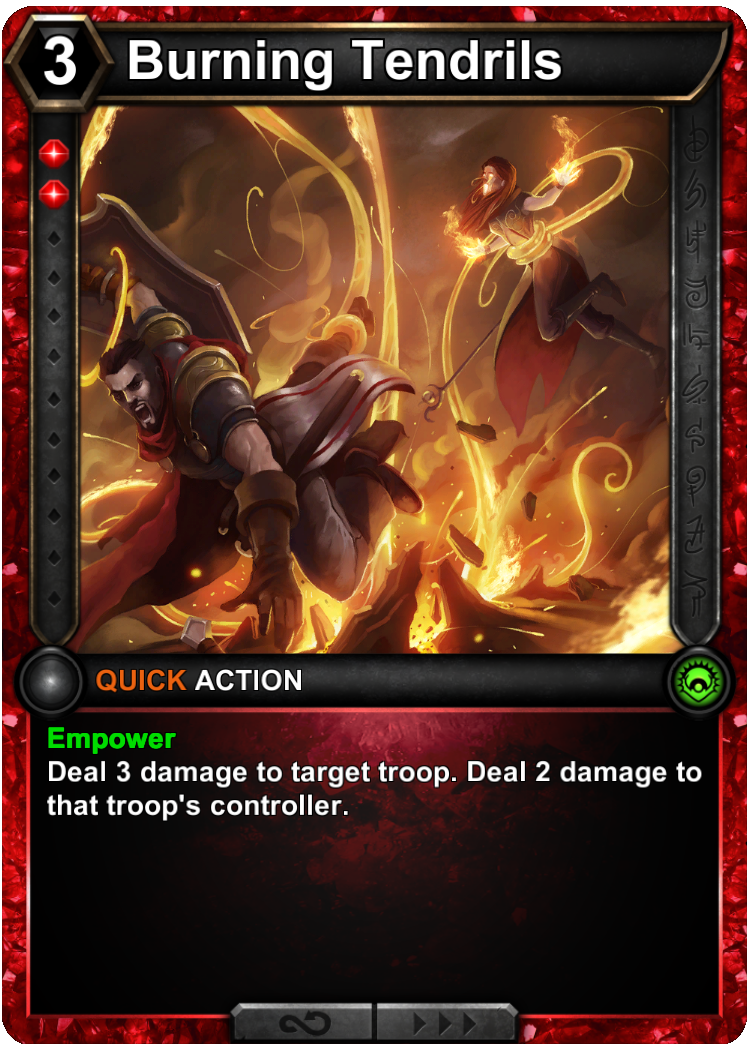 3 Burning Tendrils
QUICK ACTION
Empower
Deal 3 damage to target troop. Deal 2 damage to
that troop's controller.